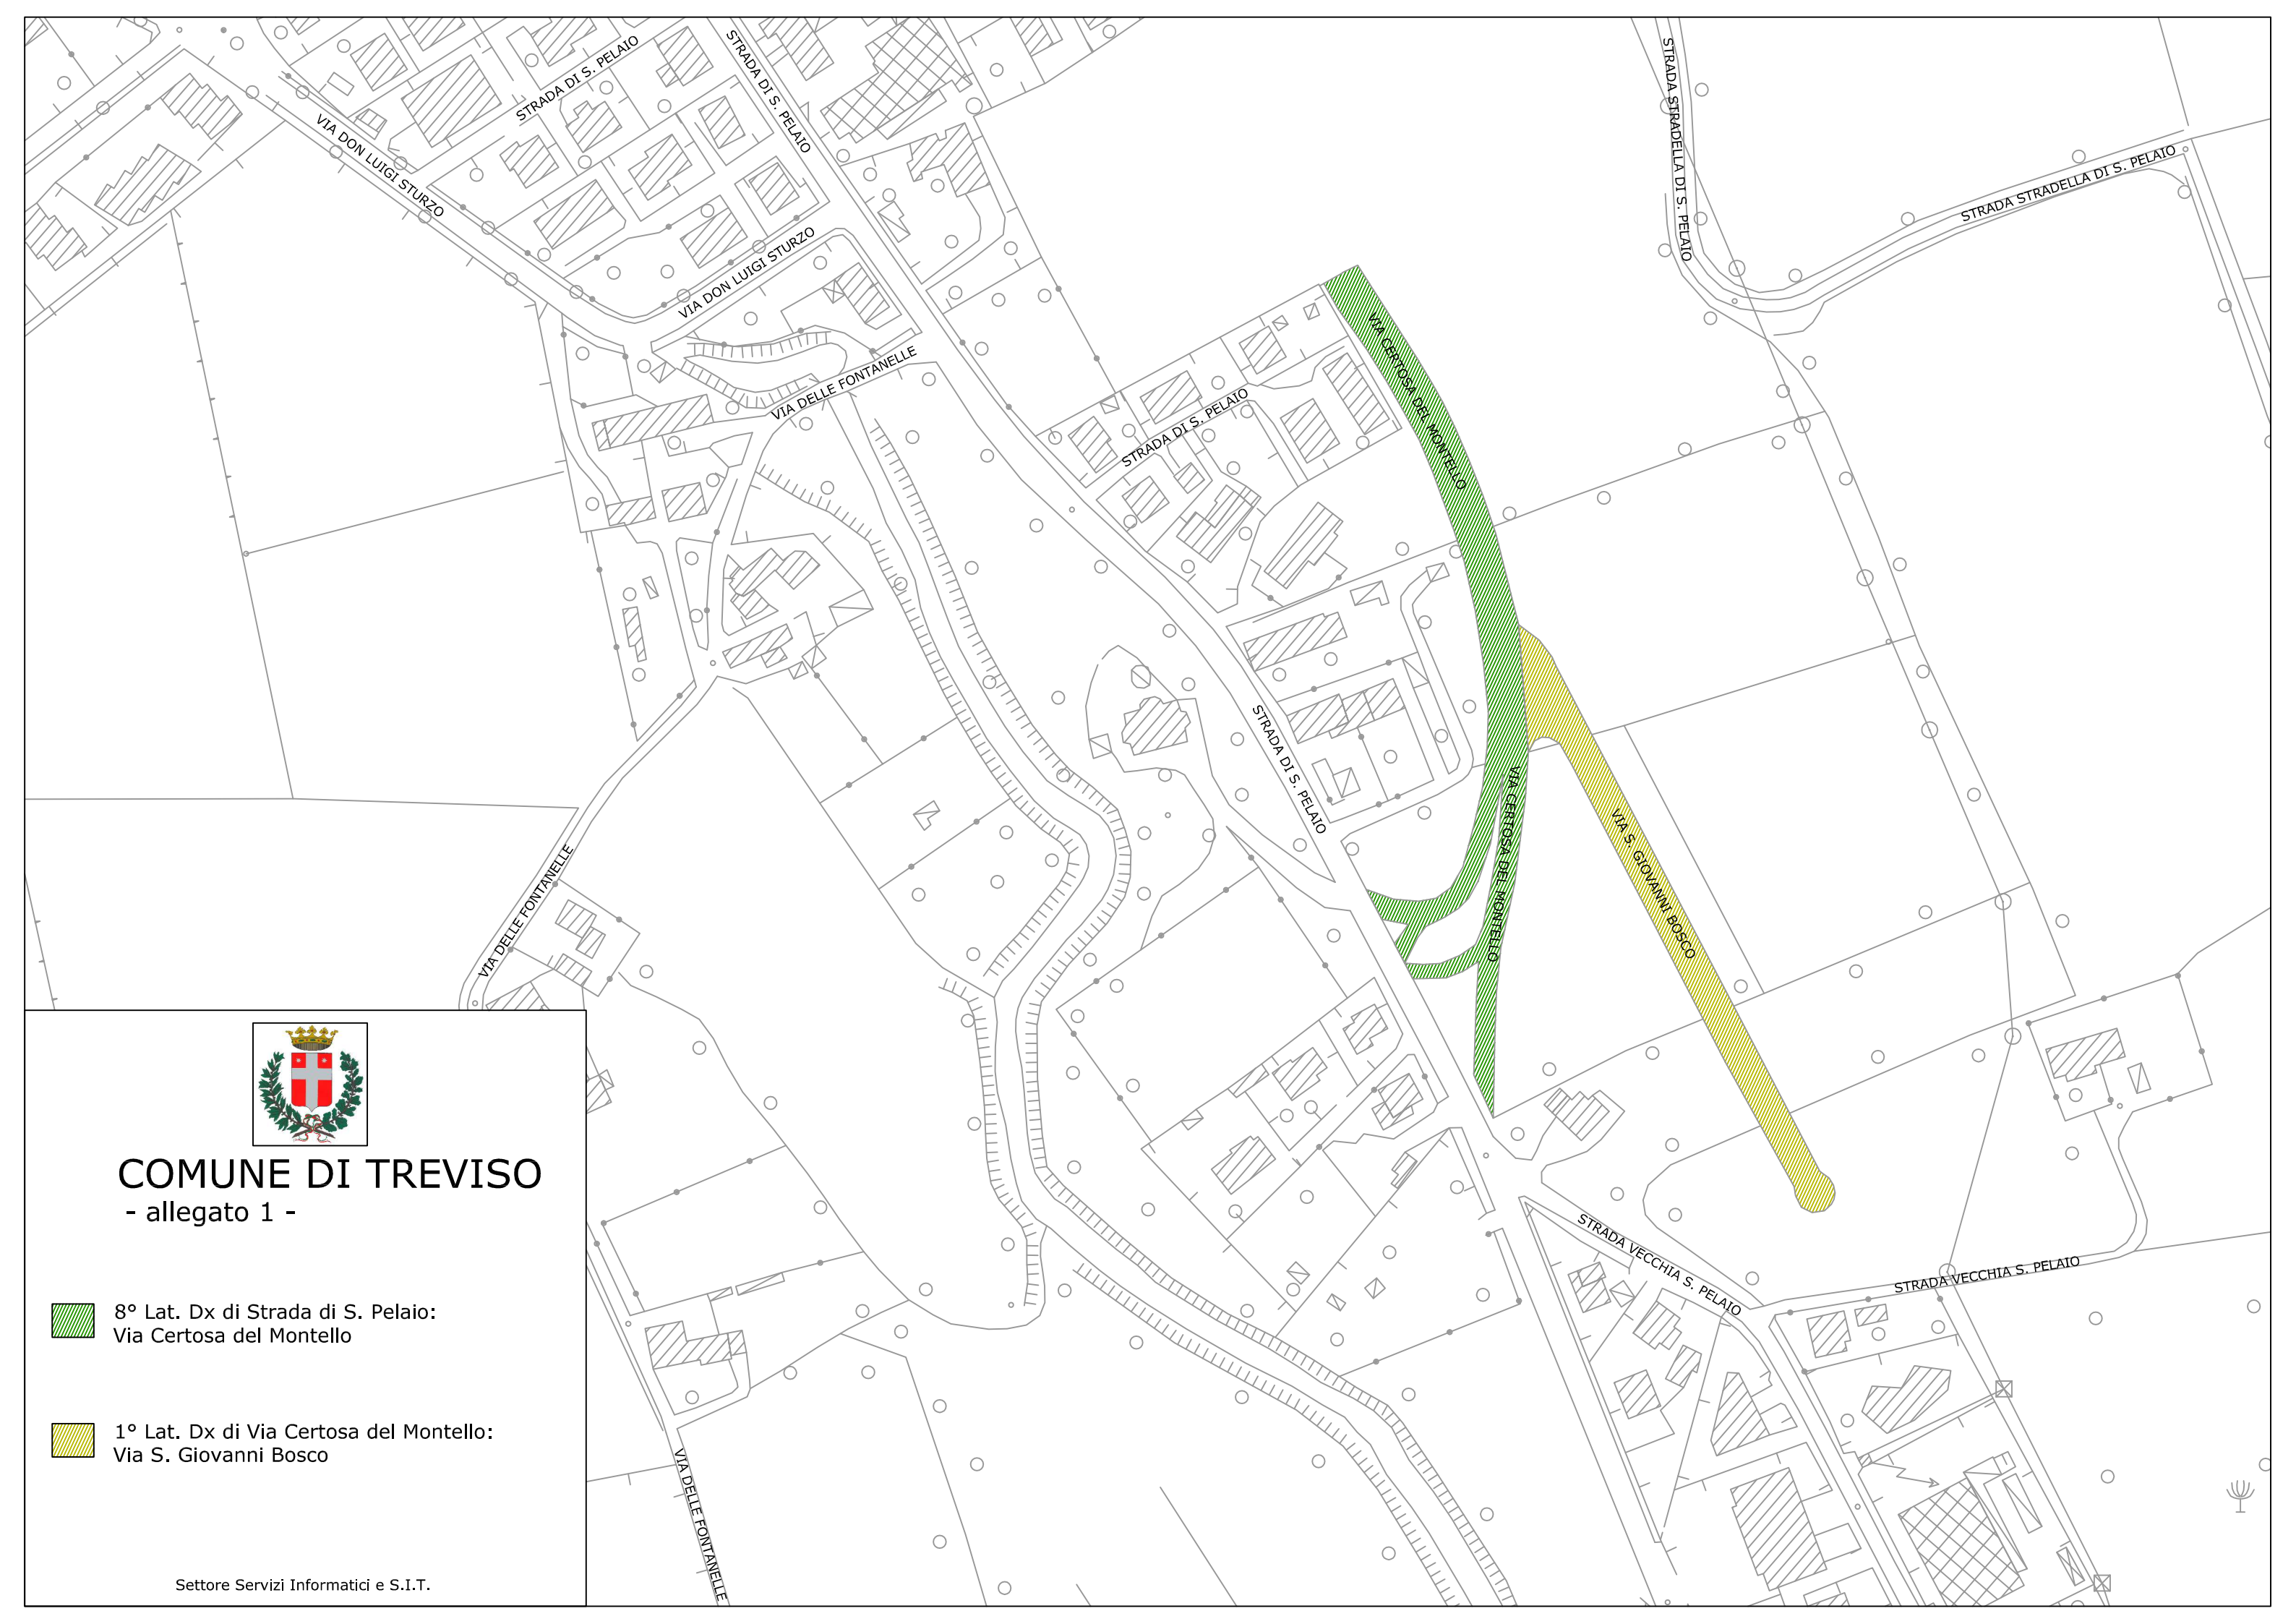 STRADA DI S. PELAIO
STRADA DI S. PELAIO
STRADA STRADELLA DI S. PELAIO
STRADA STRADELLA DI S. PELAIO
VIA DON LUIGI STURZO
VIA DON LUIGI STURZO
VIA DELLE FONTANELLE
VIA CERTOSA DEL MONTELLO
STRADA DI S. PELAIO
STRADA DI S. PELAIO
VIA CERTOSA DEL MONTELLO
VIA S. GIOVANNI BOSCO
VIA DELLE FONTANELLE
STRADA VECCHIA S. PELAIO
STRADA VECCHIA S. PELAIO
VIA DELLE FONTANELLE
COMUNE DI TREVISO
- allegato 1 -
8° Lat. Dx di Strada di S. Pelaio:
Via Certosa del Montello
1° Lat. Dx di Via Certosa del Montello:
Via S. Giovanni Bosco
Settore Servizi Informatici e S.I.T.